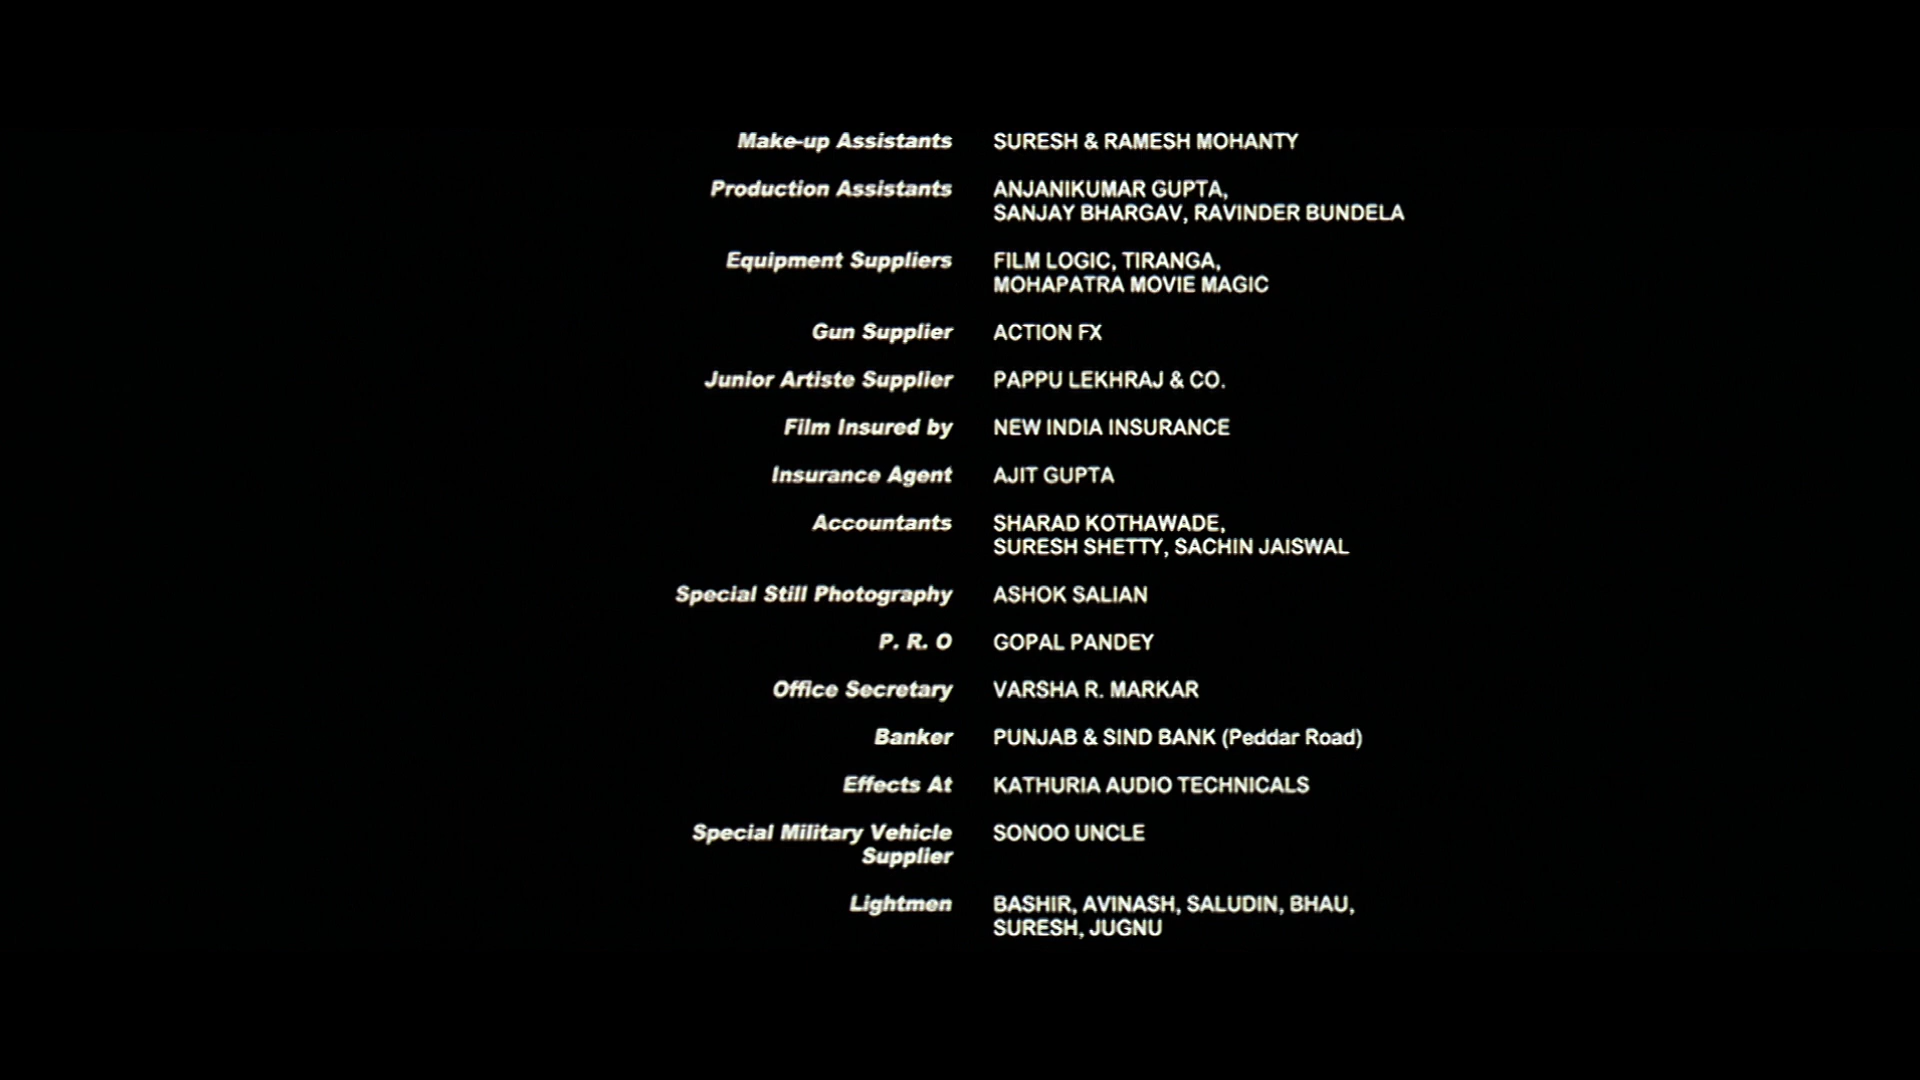 Make-up Assistants SURESH & RAMESH MOHANTY
Production Assistants ANJANIKUMAR GUPTA,
SANJAY BHARGAV, RAVINDER BUNDELA
Equipment Suppliers FILM LOGIC, TIRANGA,
MOHAPATRA MOVIE MAGIC
Gun Supplier ACTION FX
Junior Artiste Supplier PAPPU LEKHRAJ & CO.
Film Insured by NEW INDIA INSURANCE
Insurance Agent AJIT GUPTA
Accountants SHARAD KOTHAWADE,
SURESH SHETTY, SACHIN JAISWAL
Special Still Photography ASHOK SALIAN
P. R. O GOPAL PANDEY
Office Secretary VARSHA R. MARKAR
Banker PUNJAB & SIND BANK (Peddar Road)
Effects At KATHURIA AUDIO TECHNICALS
Special Military Vehicle SONOO UNCLE
Supplier
Lightmen BASHIR, AVINASH, SALUDIN, BHAU,
SURESH, JUGNU